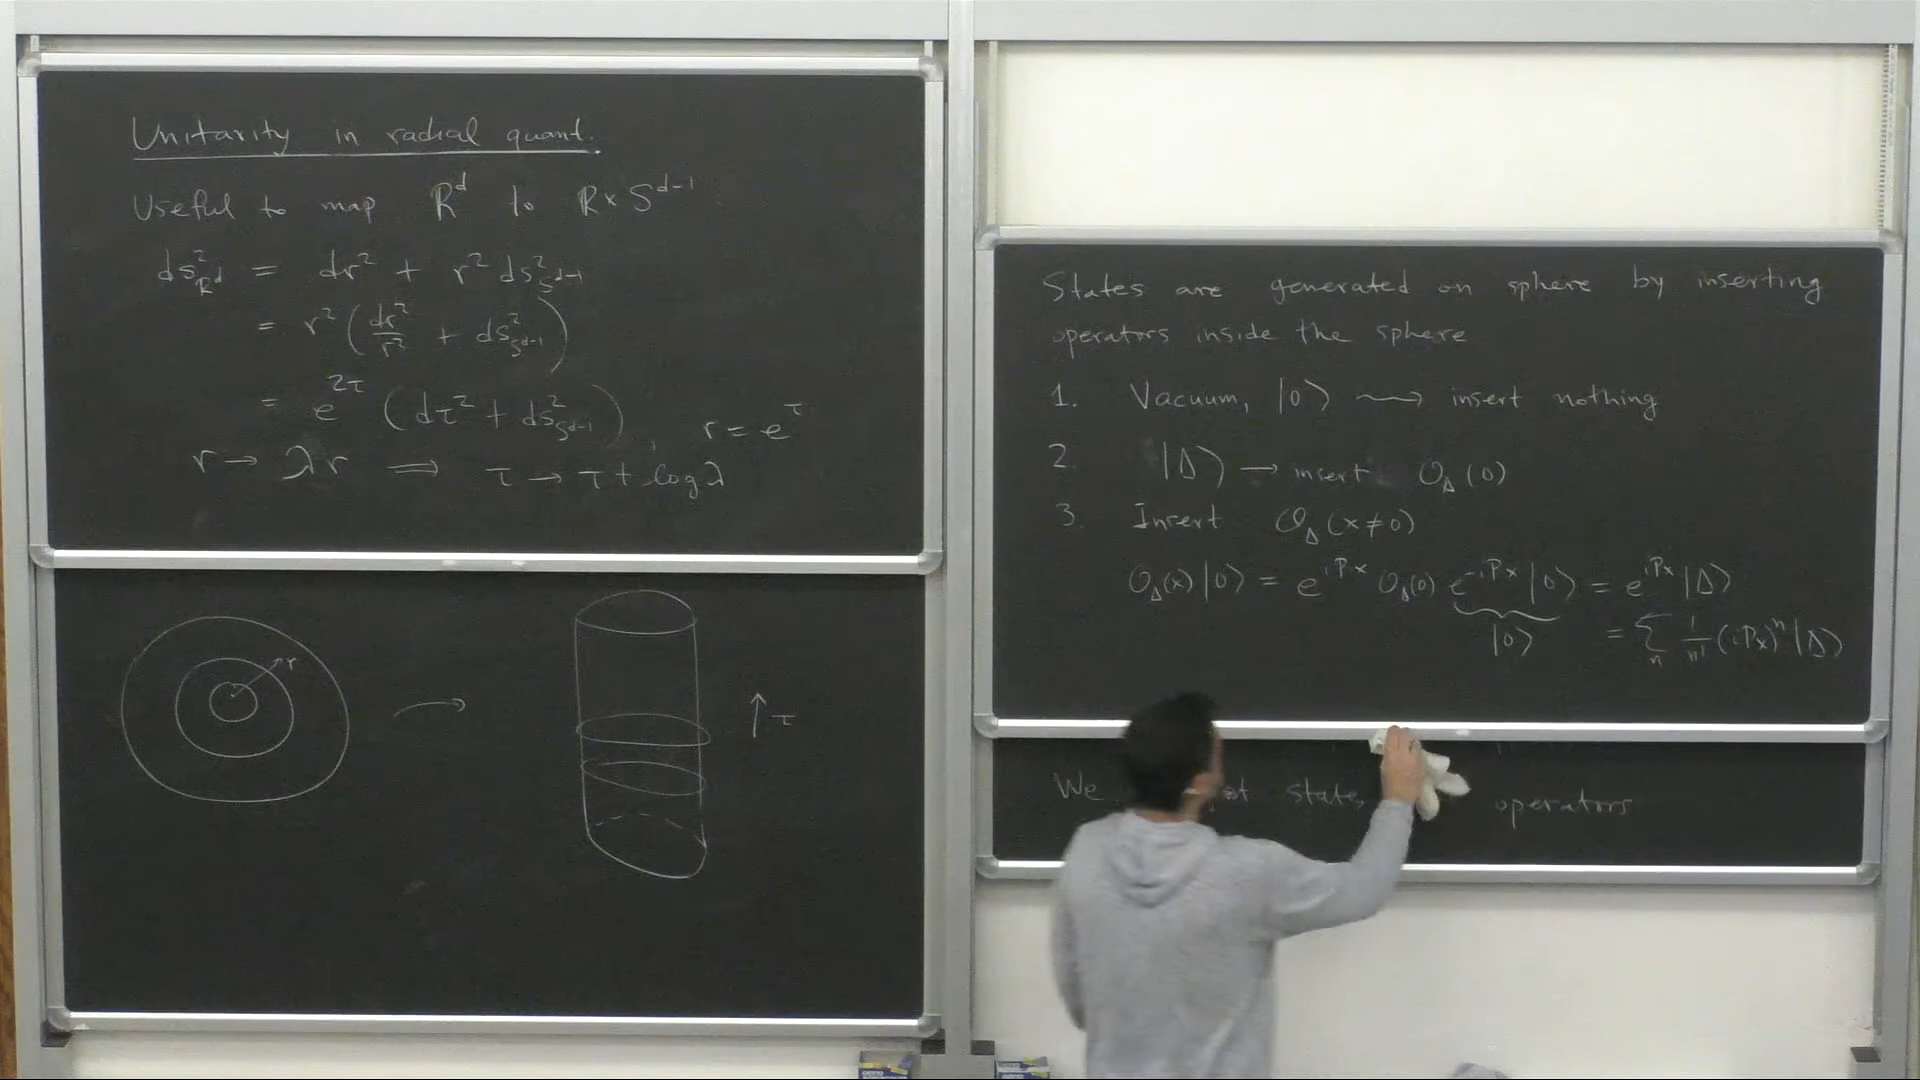 Unitarity in radial quant.
Useful to map R^d to R×S^{d-1}
ds²_{R^d} = dr² + r² ds²_{S^{d-1}}
= r² (dr²/r² + ds²_{S^{d-1}})
= e^{2τ} (dτ² + ds²_{S^{d-1}}), r = e^τ
r → λr ⟹ τ → τ + log λ
r
↑ τ
States are generated on sphere by inserting
operators inside the sphere
1. Vacuum, |0⟩ ⇝ insert nothing
2. |Δ⟩ → insert O_Δ(0)
3. Insert O_Δ(x≠0)
O_Δ(x)|0⟩ = e^{iPx} O_Δ(0) e^{-iPx}|0⟩ = e^{iPx}|Δ⟩
|0⟩ = Σ_n 1/n! (iPx)^n |Δ⟩
We state operators